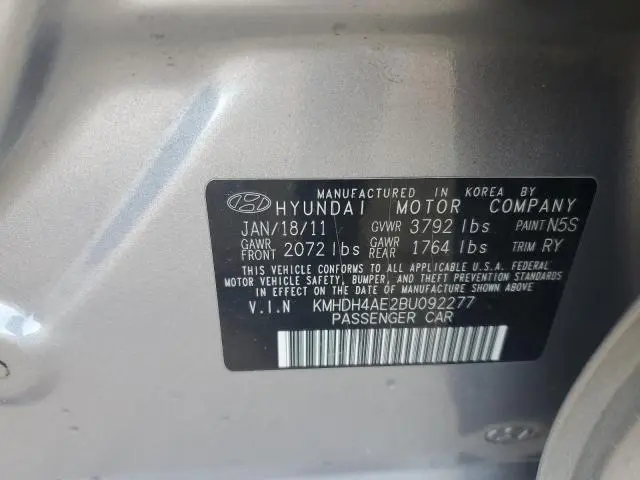 MANUFACTURED IN KOREA BY
HYUNDAI MOTOR COMPANY
JAN/18/11 GVWR 3792 lbs PAINT N5S
GAWR FRONT 2072 lbs GAWR REAR 1764 lbs TRIM RY
THIS VEHICLE CONFORMS TO ALL APPLICABLE U.S.A. FEDERAL
MOTOR VEHICLE SAFETY, BUMPER, AND THEFT PREVENTION STANDARDS
IN EFFECT ON THE DATE OF MANUFACTURE SHOWN ABOVE
V.I.N KMHDH4AE2BU092277
PASSENGER CAR